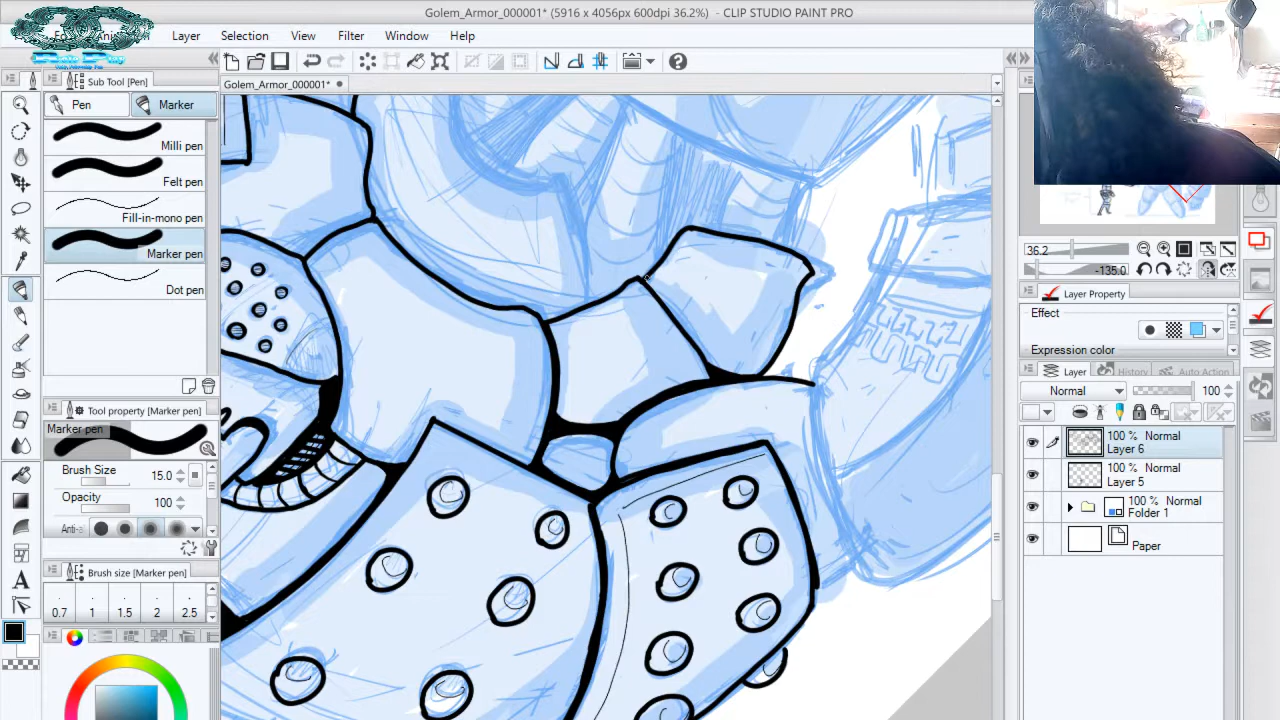 Golem_Armor_000001* (5916 x 4056px 600dpi 36.2%) - CLIP STUDIO PAINT PRO
Layer Selection View Filter Window Help
Sub Tool [Pen]
Golem_Armor_000001*
Pen Marker
Milli pen
Felt pen
Fill-in-mono pen
Marker pen
Dot pen
Tool property [Marker pen]
Marker pen
Brush Size 15.0
Opacity 100
Anti-a
Brush size [Marker pen]
0.7 1 1.5 2 2.5
36.2
-135.0
Layer Property
Effect
Expression color
Layer History Auto Action
Normal 100
100 % Normal
Layer 6
100 % Normal
Layer 5
100 % Normal
Folder 1
Paper